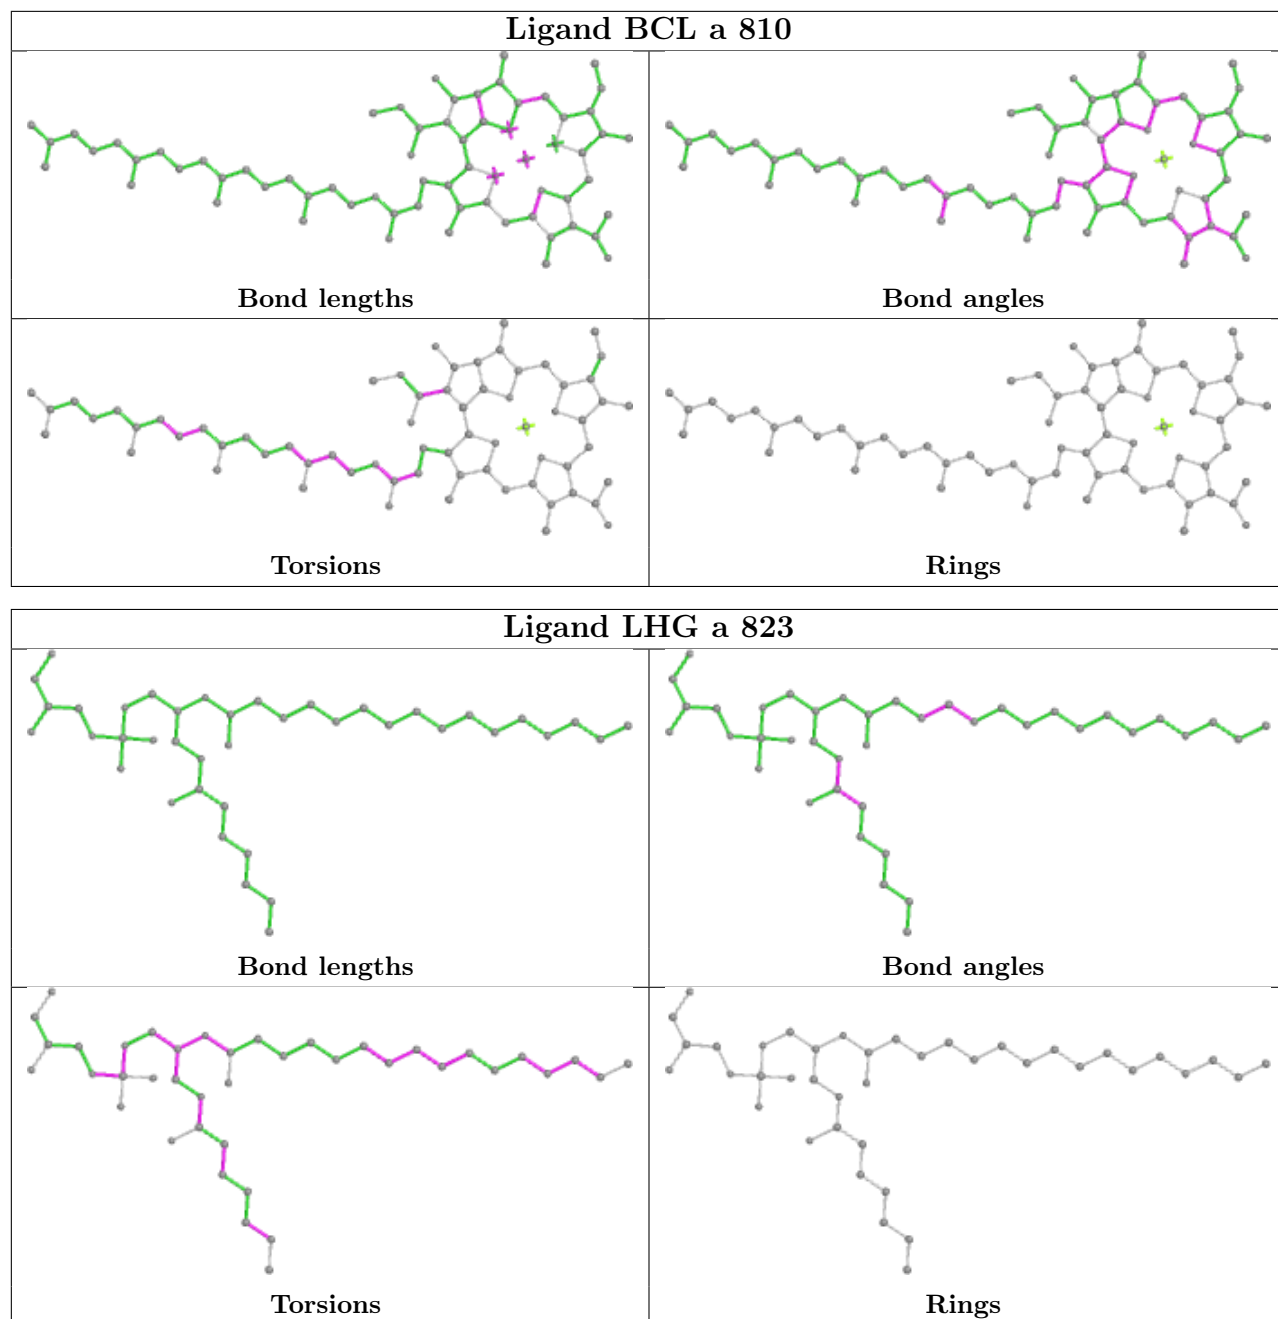 Ligand BCL a 810
Bond lengths
Bond angles
Torsions
Rings
Ligand LHG a 823
Bond lengths
Bond angles
Torsions
Rings